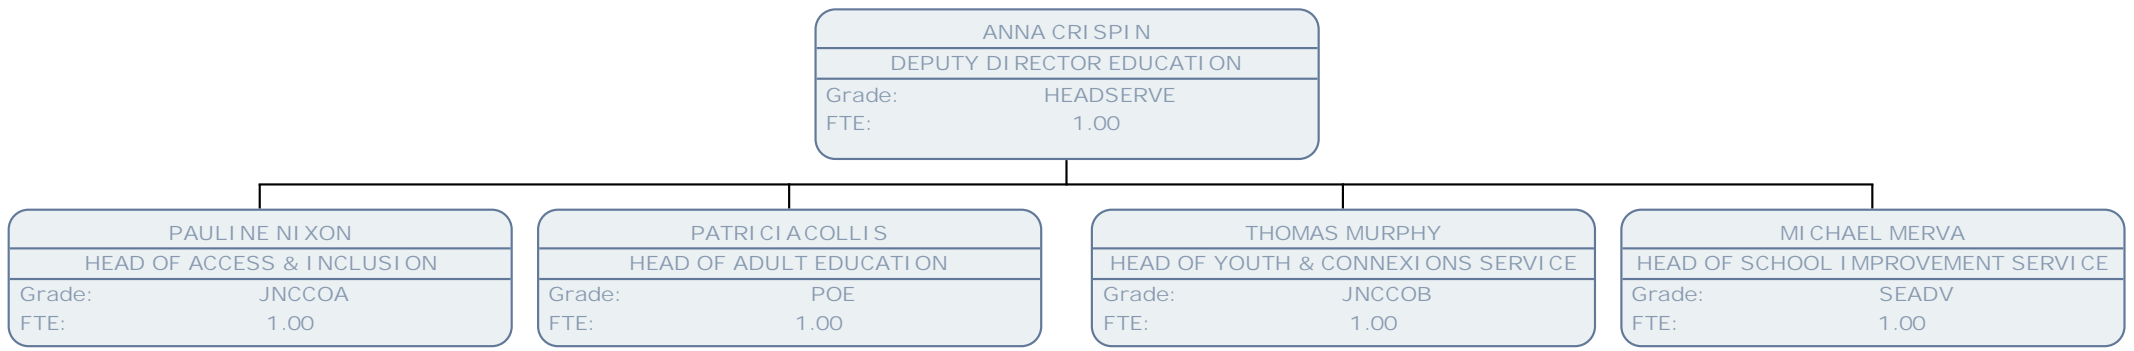 ANNA CRISPIN
DEPUTY DIRECTOR EDUCATION
Grade: HEADSERVE
FTE: 1.00
PAULINE NIXON
HEAD OF ACCESS & INCLUSION
Grade: JNCCOA
FTE: 1.00
PATRICIA COLLIS
HEAD OF ADULT EDUCATION
Grade: POE
FTE: 1.00
THOMAS MURPHY
HEAD OF YOUTH & CONNEXIONS SERVICE
Grade: JNCCOB
FTE: 1.00
MICHAEL MERVA
HEAD OF SCHOOL IMPROVEMENT SERVICE
Grade: SEADV
FTE: 1.00